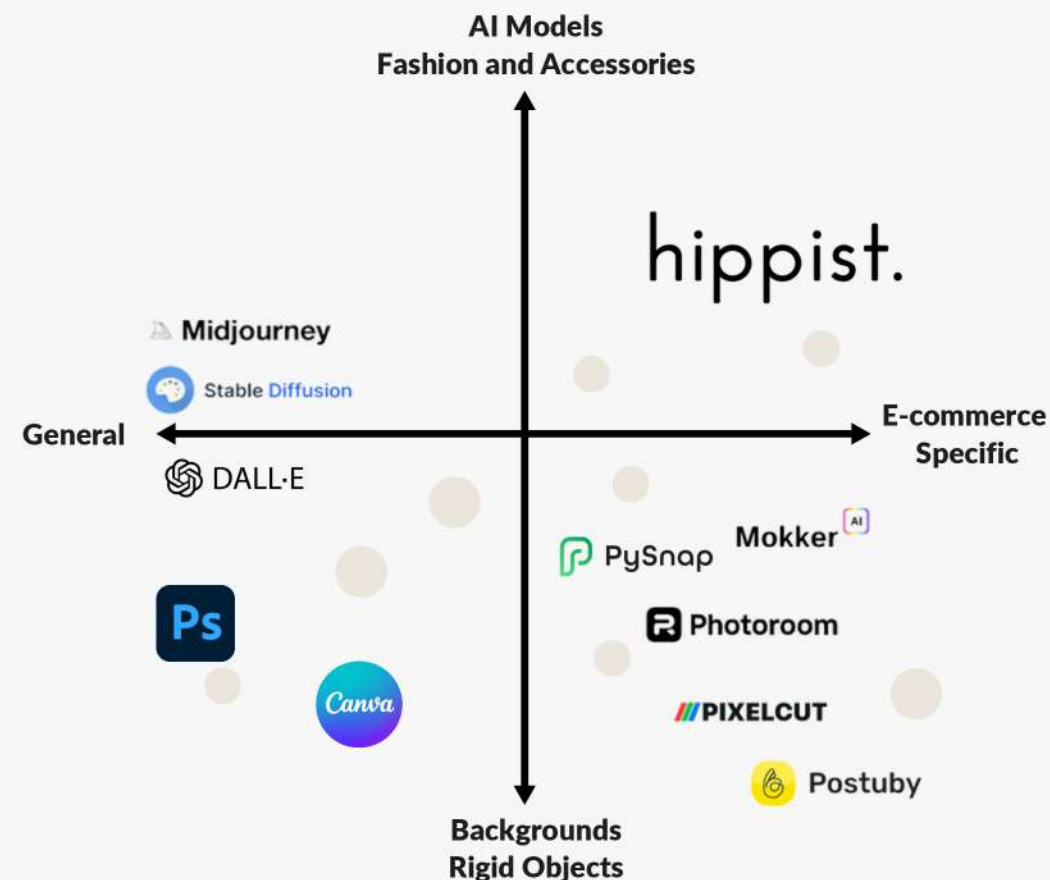 AI Models
Fashion and Accessories
hippist.
Midjourney
Stable Diffusion
General
E-commerce
Specific
DALL·E
Mokker AI
PySnap
Ps
Photoroom
Canva
PIXELCUT
Postuby
Backgrounds
Rigid Objects